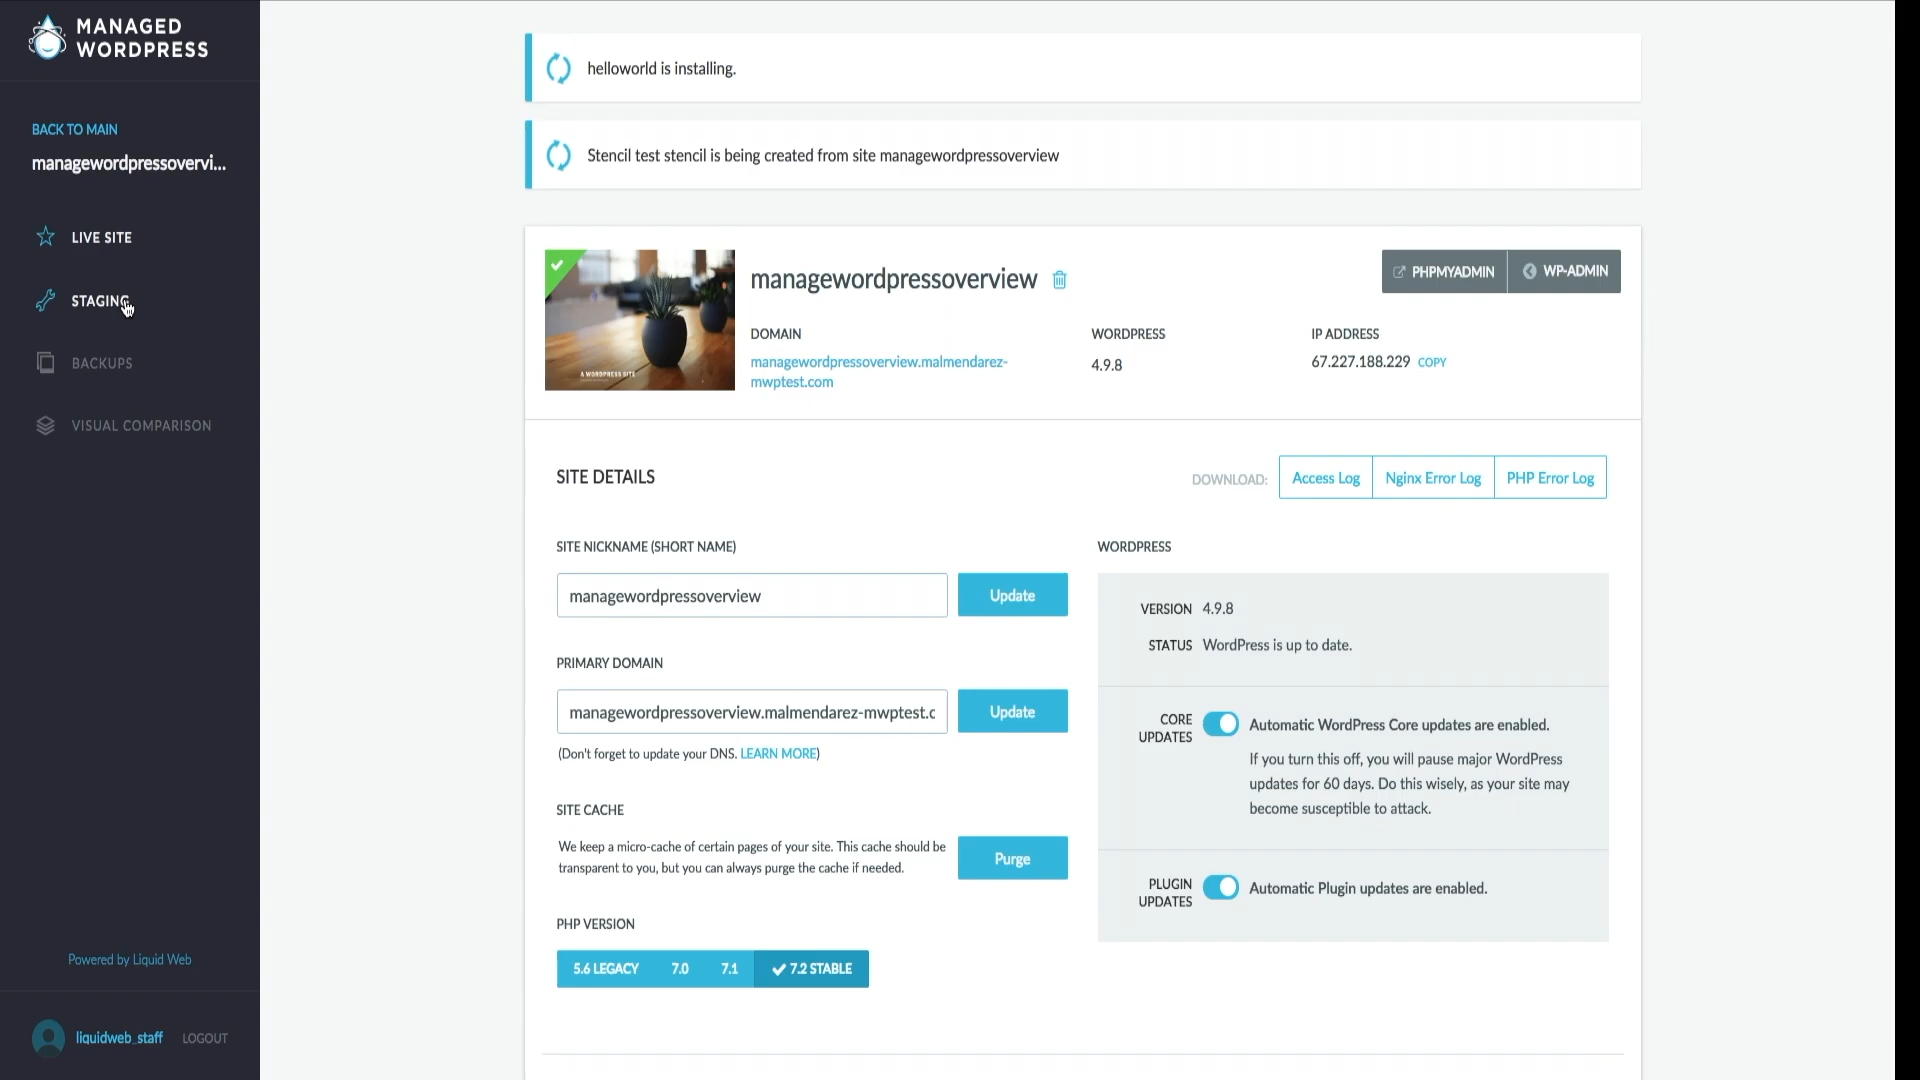 MANAGED
WORDPRESS
BACK TO MAIN
managewordpressovervi...
LIVE SITE
STAGING
BACKUPS
VISUAL COMPARISON
Powered by Liquid Web
liquidweb_staff LOGOUT
helloworld is installing.
Stencil test stencil is being created from site managewordpressoverview
A WORDPRESS SITE
managewordpressoverview
PHPMYADMIN WP-ADMIN
DOMAIN WORDPRESS IP ADDRESS
managewordpressoverview.malmendarez-
mwptest.com
4.9.8
67.227.188.229 COPY
SITE DETAILS
DOWNLOAD: Access Log Nginx Error Log PHP Error Log
SITE NICKNAME (SHORT NAME)
managewordpressoverview Update
PRIMARY DOMAIN
managewordpressoverview.malmendarez-mwptest.c Update
(Don't forget to update your DNS. LEARN MORE)
SITE CACHE
We keep a micro-cache of certain pages of your site. This cache should be
transparent to you, but you can always purge the cache if needed.
Purge
PHP VERSION
5.6 LEGACY 7.0 7.1 7.2 STABLE
WORDPRESS
VERSION 4.9.8
STATUS WordPress is up to date.
CORE
UPDATES
Automatic WordPress Core updates are enabled.
If you turn this off, you will pause major WordPress
updates for 60 days. Do this wisely, as your site may
become susceptible to attack.
PLUGIN
UPDATES
Automatic Plugin updates are enabled.